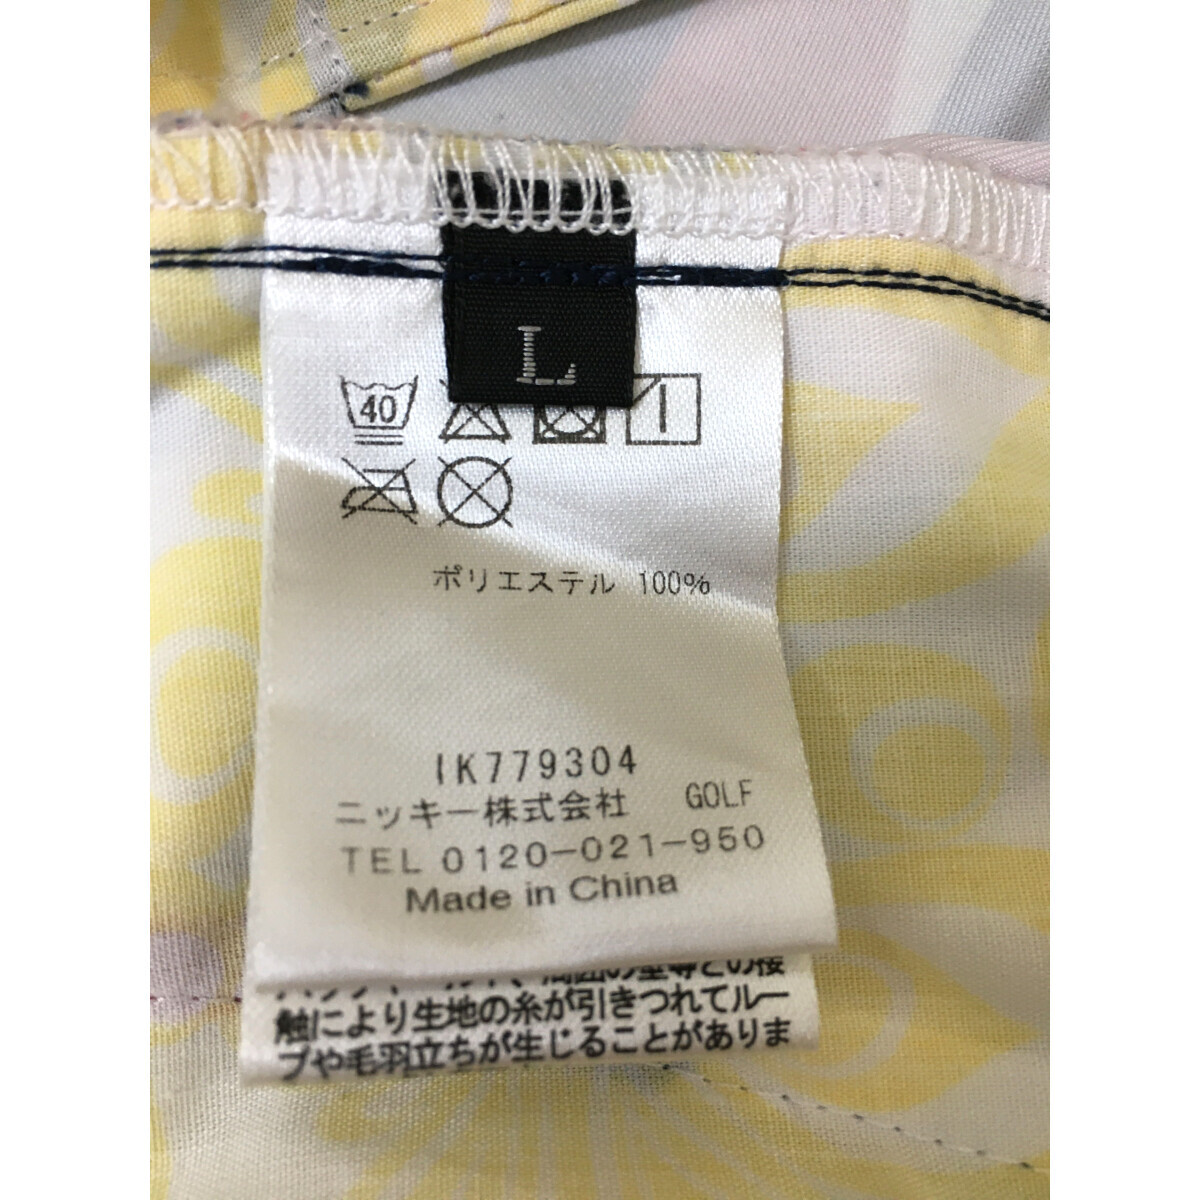 L
40
ポリエステル 100%
IK779304
ニッキー株式会社 GOLF
TEL 0120-021-950
Made in China
触により生地の糸が引きつれてルー
プや毛羽立ちが生じることがありま